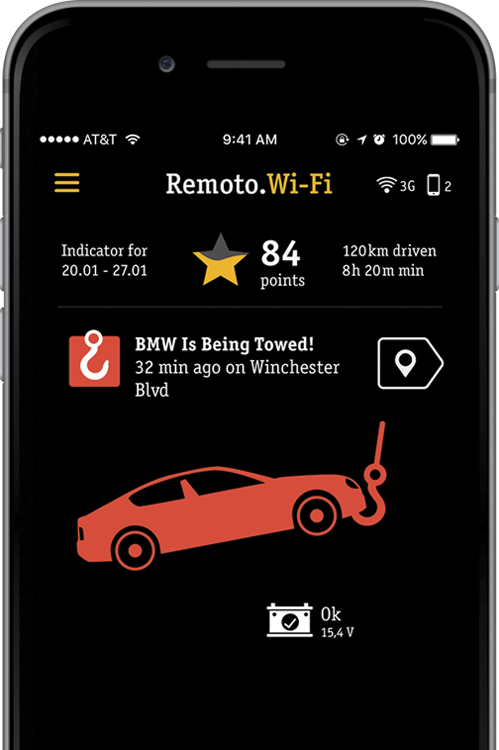 AT&T 9:41 AM 100%
Remoto.Wi-Fi 3G 2
Indicator for
20.01 - 27.01
84
points
120km driven
8h 20m min
BMW Is Being Towed!
32 min ago on Winchester
Blvd
0k
15,4 V